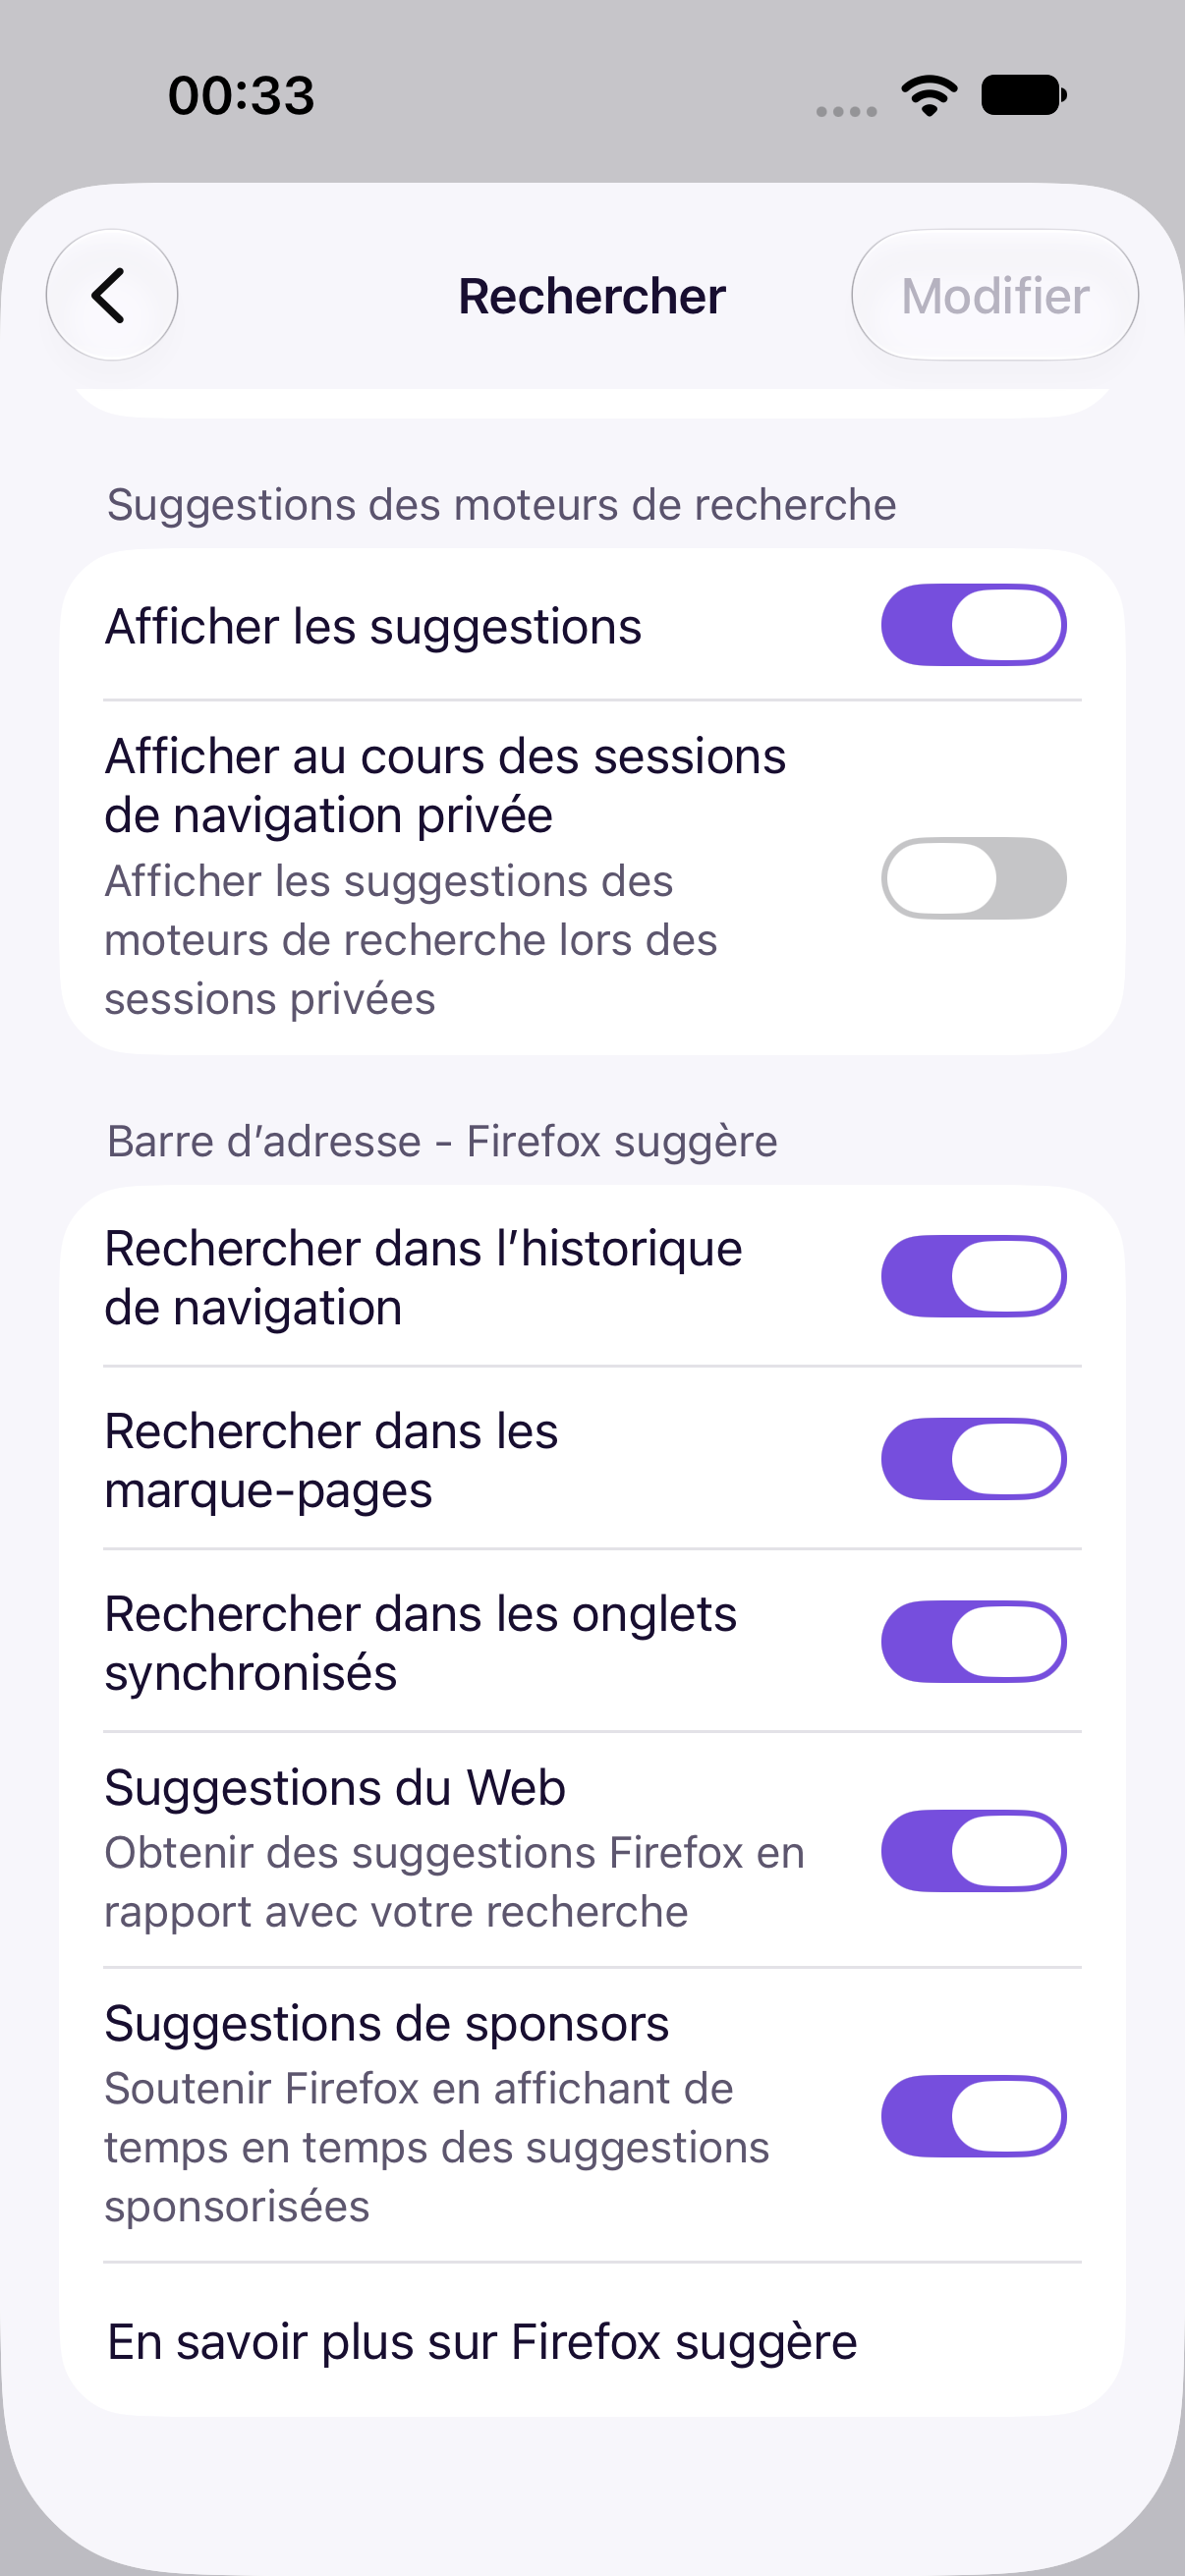 00:33
Rechercher
Modifier
Suggestions des moteurs de recherche
Afficher les suggestions
Afficher au cours des sessions
de navigation privée
Afficher les suggestions des
moteurs de recherche lors des
sessions privées
Barre d’adresse - Firefox suggère
Rechercher dans l’historique
de navigation
Rechercher dans les
marque-pages
Rechercher dans les onglets
synchronisés
Suggestions du Web
Obtenir des suggestions Firefox en
rapport avec votre recherche
Suggestions de sponsors
Soutenir Firefox en affichant de
temps en temps des suggestions
sponsorisées
En savoir plus sur Firefox suggère